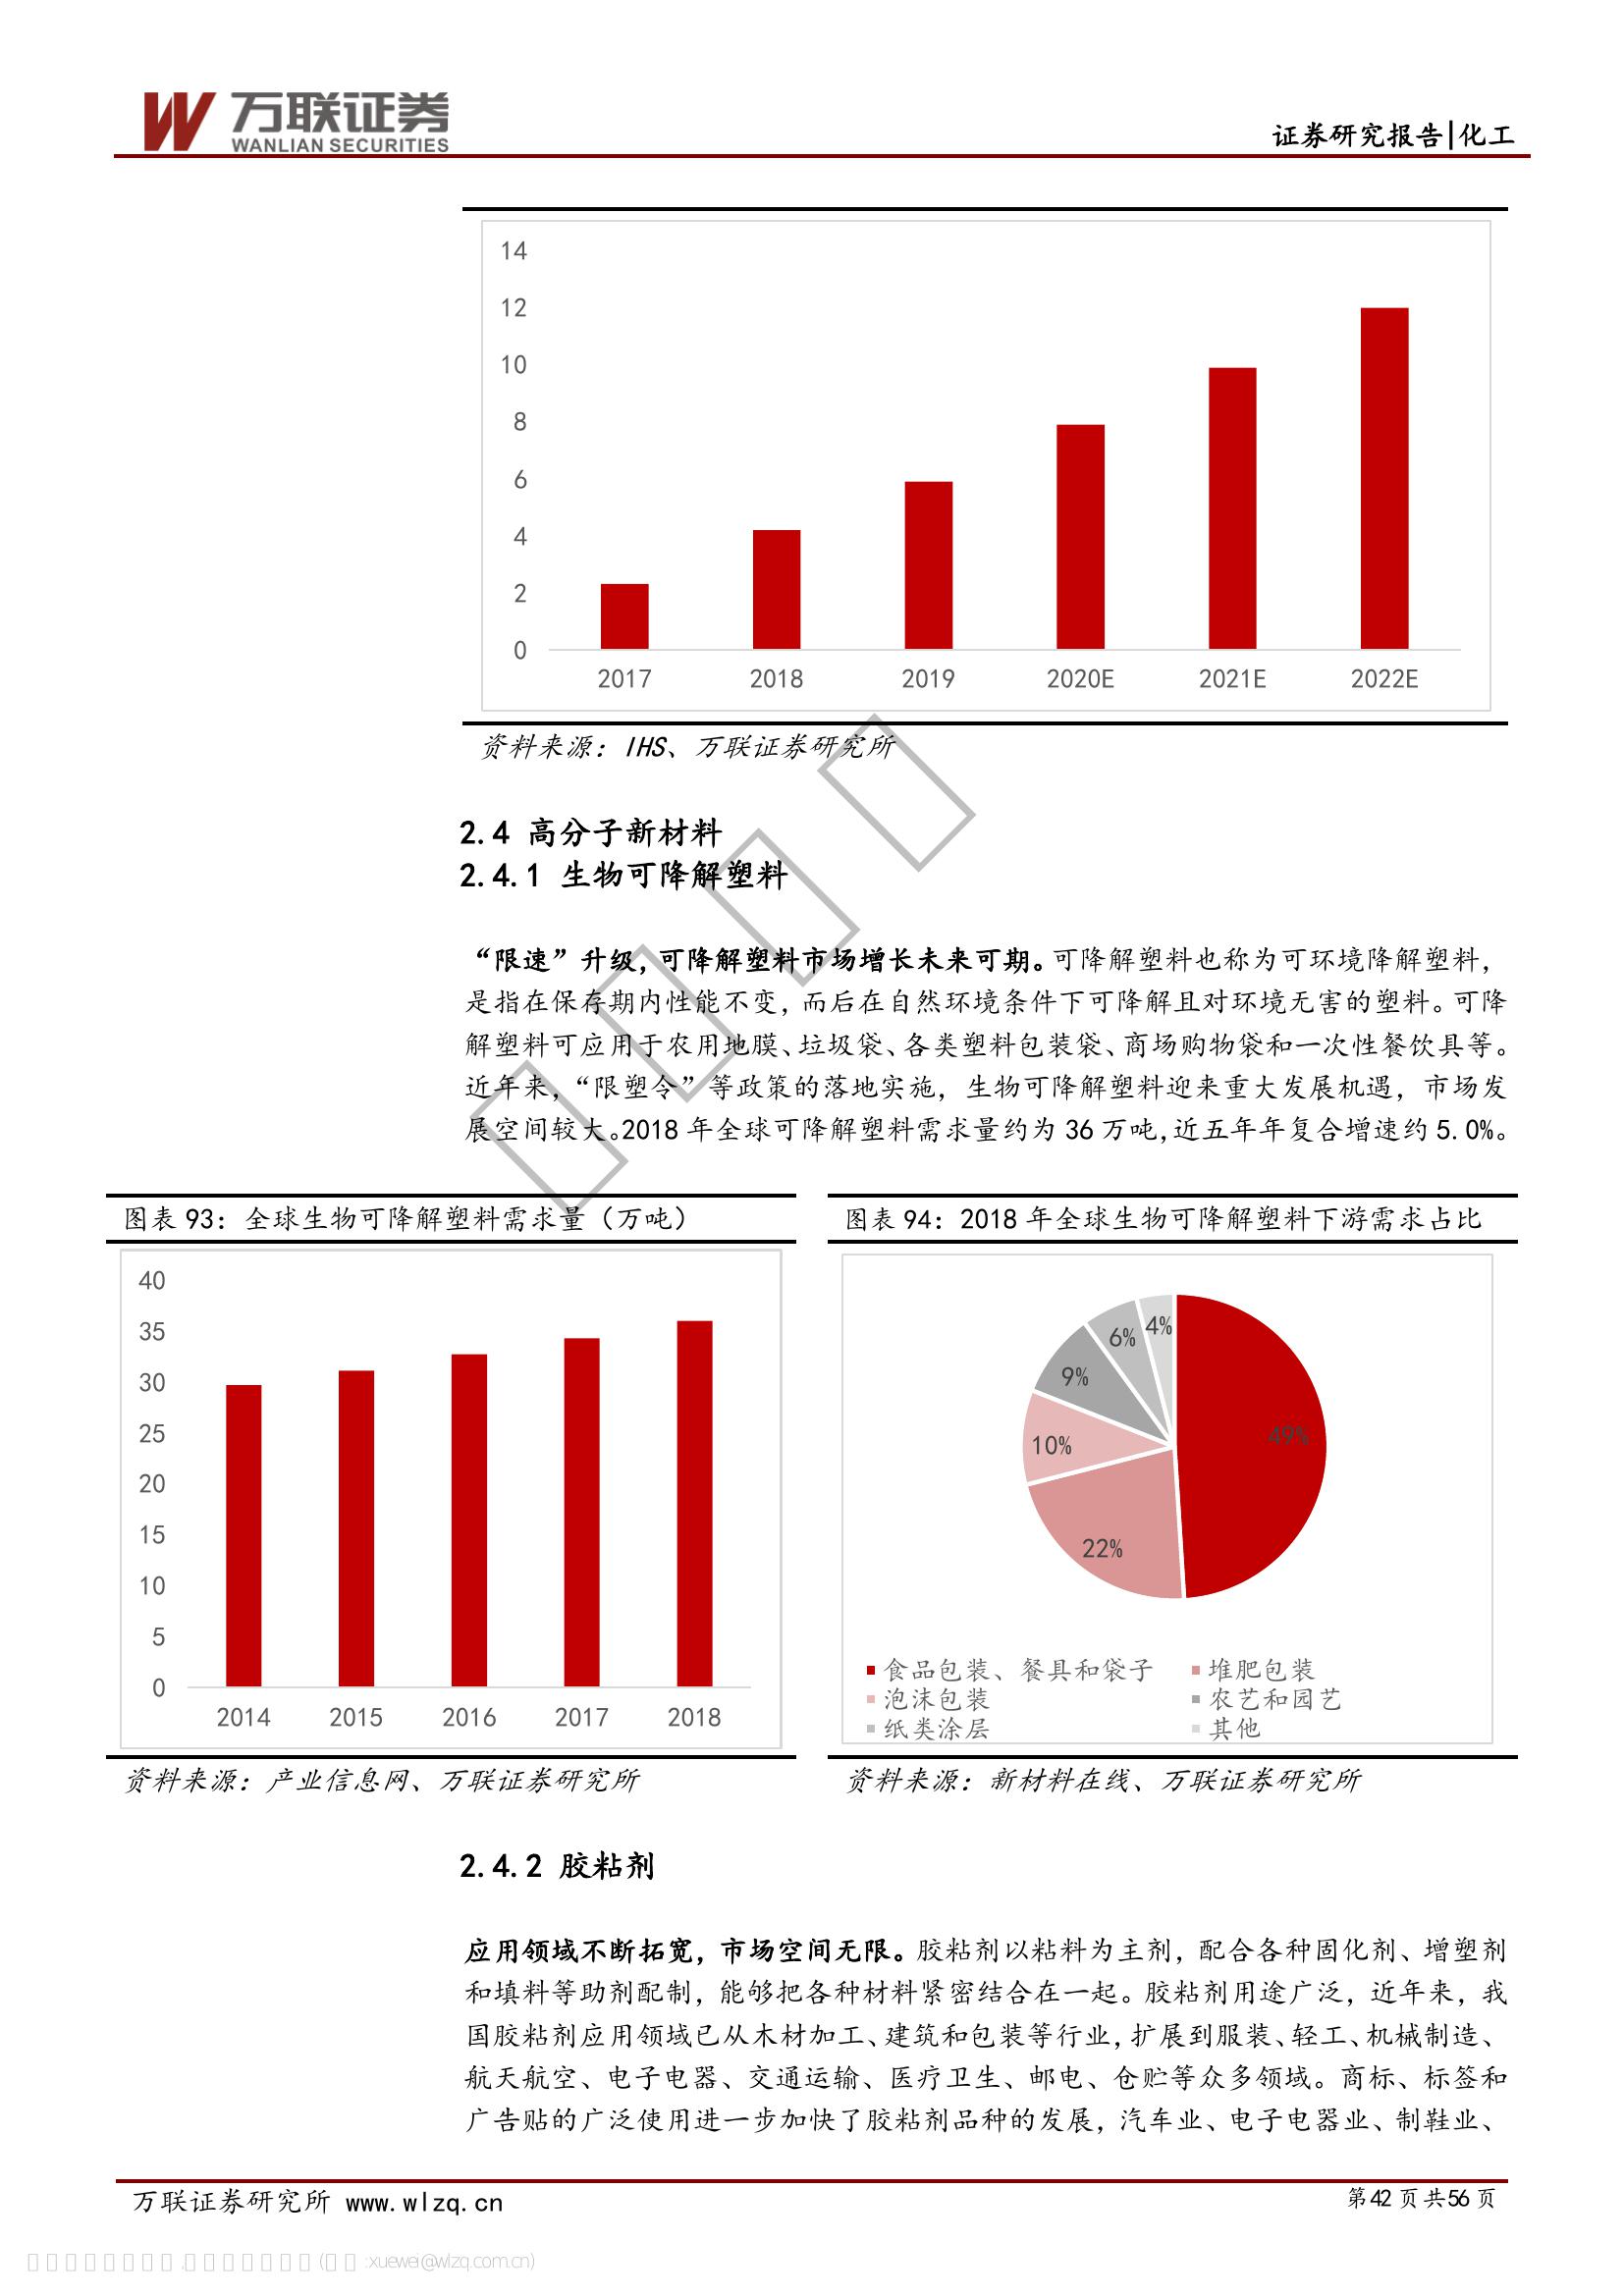 万联证券
WANLIAN SECURITIES
证券研究报告|化工
14
12
10
8
6
4
2
0
2017 2018 2019 2020E 2021E 2022E
资料来源：IHS、万联证券研究所
2.4 高分子新材料
2.4.1 生物可降解塑料
“限速”升级，可降解塑料市场增长未来可期。可降解塑料也称为可环境降解塑料，
是指在保存期内性能不变，而后在自然环境条件下可降解且对环境无害的塑料。可降
解塑料可应用于农用地膜、垃圾袋、各类塑料包装袋、商场购物袋和一次性餐饮具等。
近年来，“限塑令”等政策的落地实施，生物可降解塑料迎来重大发展机遇，市场发
展空间较大。2018 年全球可降解塑料需求量约为 36 万吨,近五年年复合增速约 5.0%。
图表 93：全球生物可降解塑料需求量（万吨）
40
35
30
25
20
15
10
5
0
2014 2015 2016 2017 2018
资料来源：产业信息网、万联证券研究所
图表 94：2018 年全球生物可降解塑料下游需求占比
4%
6%
9%
49%
10%
22%
食品包装、餐具和袋子 堆肥包装
泡沫包装 农艺和园艺
纸类涂层 其他
资料来源：新材料在线、万联证券研究所
2.4.2 胶粘剂
应用领域不断拓宽，市场空间无限。胶粘剂以粘料为主剂，配合各种固化剂、增塑剂
和填料等助剂配制，能够把各种材料紧密结合在一起。胶粘剂用途广泛，近年来，我
国胶粘剂应用领域已从木材加工、建筑和包装等行业，扩展到服装、轻工、机械制造、
航天航空、电子电器、交通运输、医疗卫生、邮电、仓贮等众多领域。商标、标签和
广告贴的广泛使用进一步加快了胶粘剂品种的发展，汽车业、电子电器业、制鞋业、
万联证券研究所 www.wlzq.cn
第42 页 共56 页
xuewei@wlzq.com.cn)